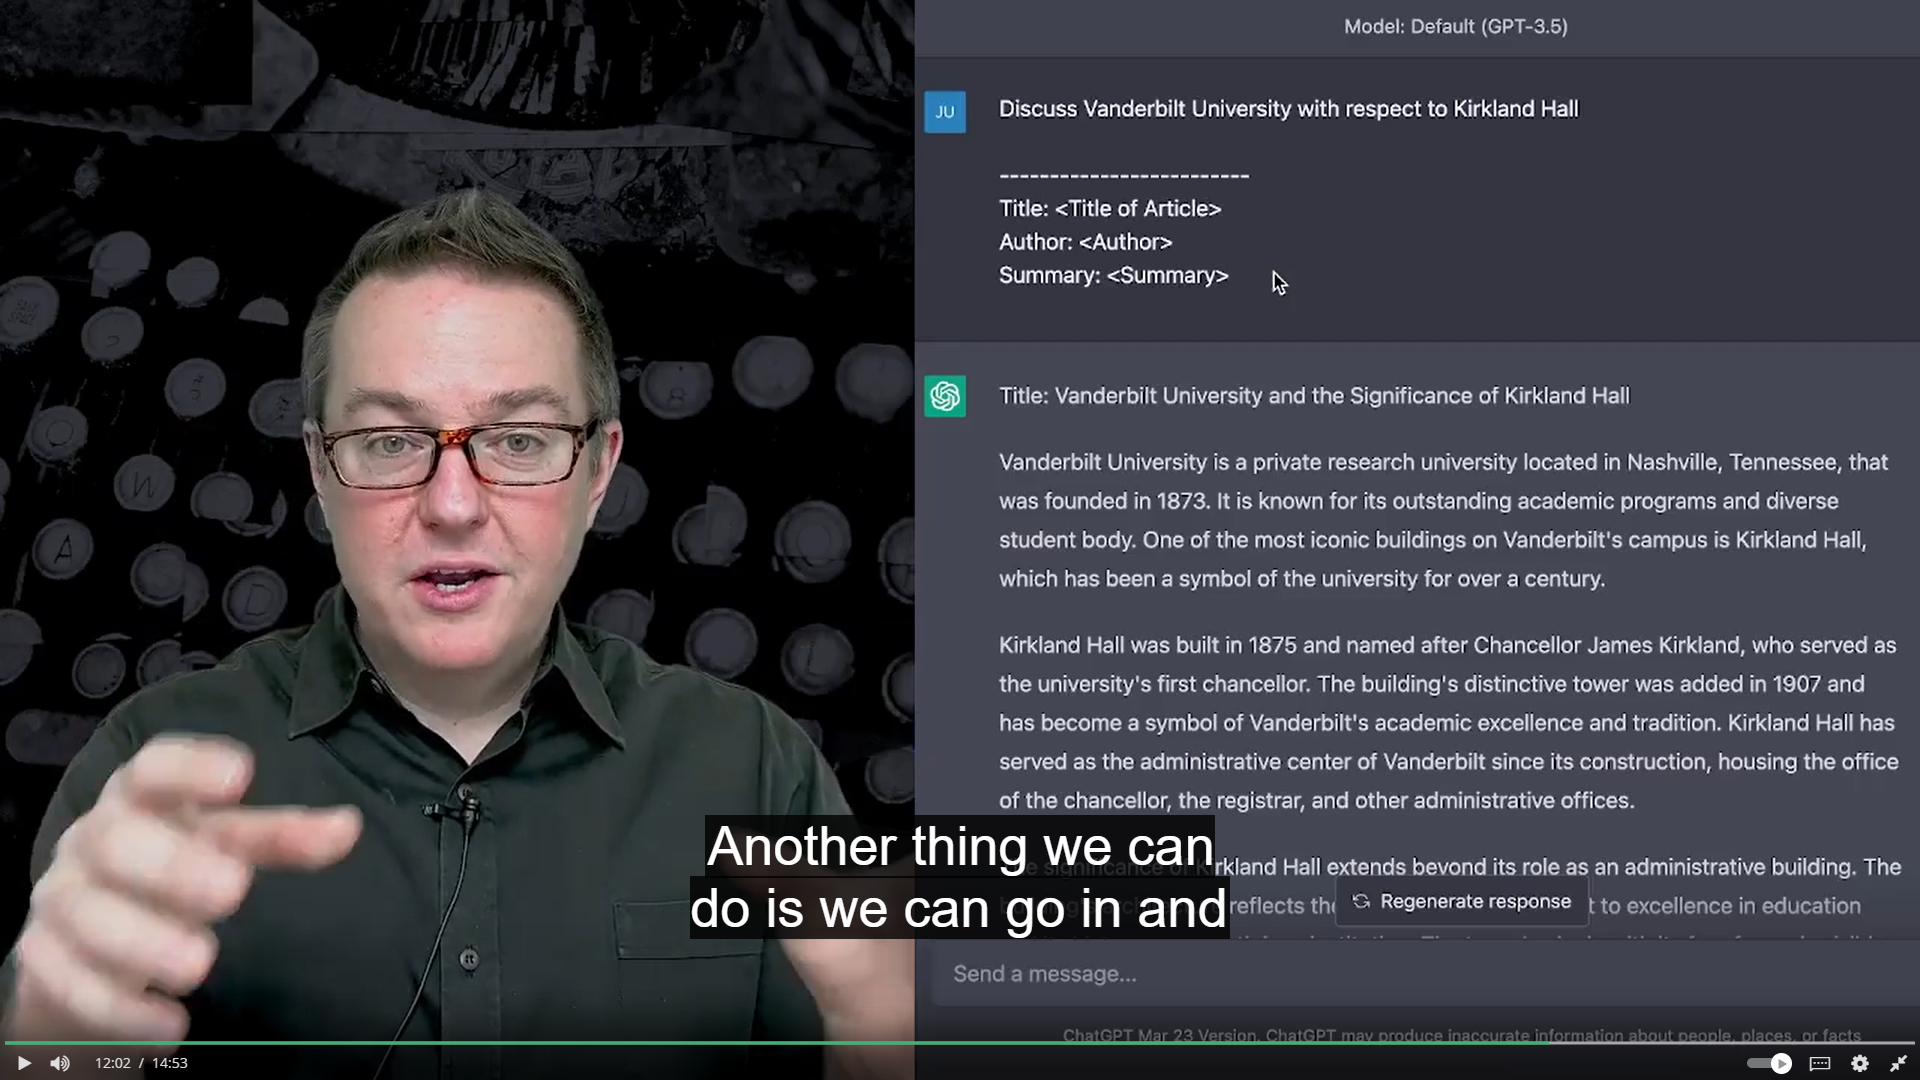 Model: Default (GPT-3.5)
JU
Discuss Vanderbilt University with respect to Kirkland Hall
-------------------------
Title: <Title of Article>
Author: <Author>
Summary: <Summary>
Title: Vanderbilt University and the Significance of Kirkland Hall
Vanderbilt University is a private research university located in Nashville, Tennessee, that
was founded in 1873. It is known for its outstanding academic programs and diverse
student body. One of the most iconic buildings on Vanderbilt's campus is Kirkland Hall,
which has been a symbol of the university for over a century.
Kirkland Hall was built in 1875 and named after Chancellor James Kirkland, who served as
the university's first chancellor. The building's distinctive tower was added in 1907 and
has become a symbol of Vanderbilt's academic excellence and tradition. Kirkland Hall has
served as the administrative center of Vanderbilt since its construction, housing the office
of the chancellor, the registrar, and other administrative offices.
significance of Kirkland Hall extends beyond its role as an administrative building. The
reflects the
to excellence in education
Regenerate response
Another thing we can
do is we can go in and
Send a message...
ChatGPT Mar 23 Version. ChatGPT may produce inaccurate information about people, places, or facts
12:02 / 14:53